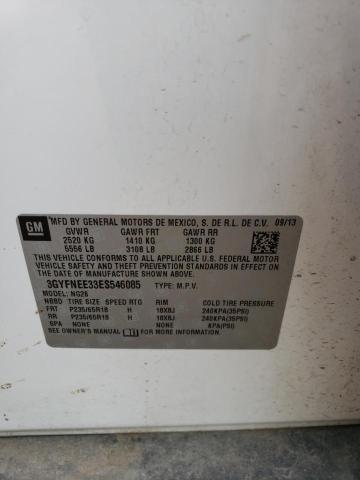 GM
MFD BY GENERAL MOTORS DE MEXICO, S. DE R.L. DE C.V. 09/13
GVWR GAWR FRT GAWR RR
2520 KG 1410 KG 1300 KG
5556 LB 3108 LB 2866 LB
THIS VEHICLE CONFORMS TO ALL APPLICABLE U.S. FEDERAL MOTOR
VEHICLE SAFETY AND THEFT PREVENTION STANDARDS IN EFFECT ON
THE DATE OF MANUFACTURE SHOWN ABOVE.
3GYFNEE33ES546085 TYPE: M.P.V.
MODEL: NG26
TIRE SIZE SPEED RTG RIM COLD TIRE PRESSURE
FRT P235/65R18 H 18X8J 240KPA(35PSI)
RR P235/65R18 H 18X8J 240KPA(35PSI)
SPA NONE NONE KPA(PSI)
SEE OWNER'S MANUAL FOR ADDITIONAL INFORMATION.